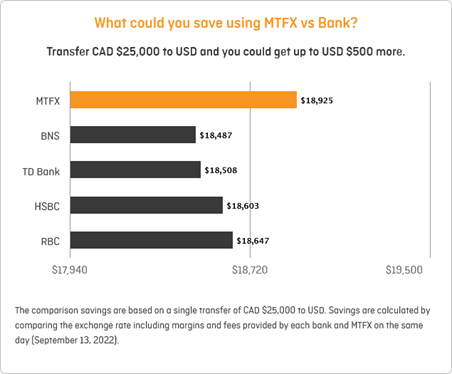 What could you save using MTFX vs Bank?
Transfer CAD $25,000 to USD and you could get up to USD $500 more.
MTFX $18,925
BNS $18,487
TD Bank $18,508
HSBC $18,603
RBC $18,647
$17,940 $18,720 $19,500
The comparison savings are based on a single transfer of CAD $25,000 to USD. Savings are calculated by
comparing the exchange rate including margins and fees provided by each bank and MTFX on the same
day (September 13, 2022).